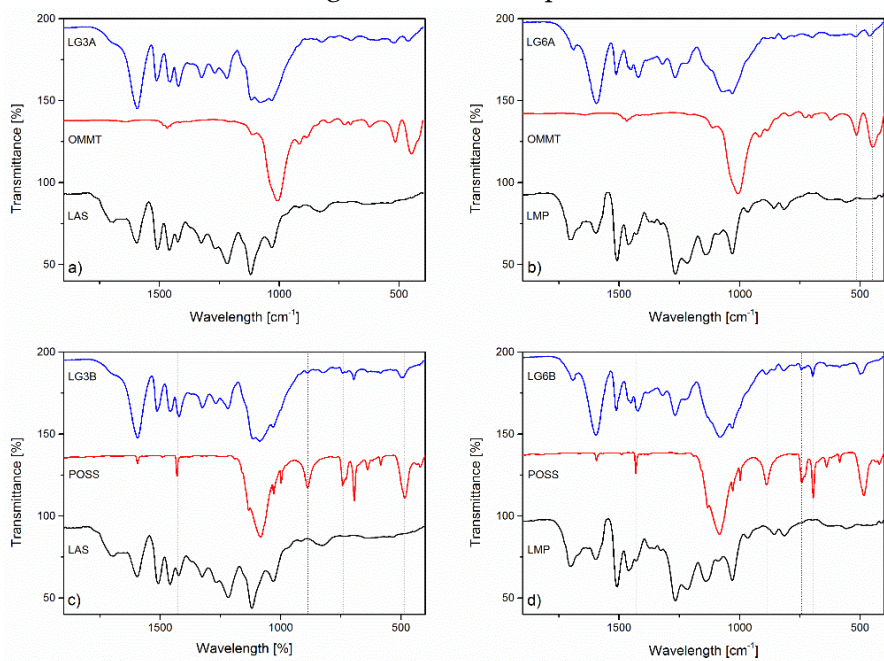 LG3A
OMMT
LAS
a)
Transmittance [%]
200
150
100
50
1500
1000
500
Wavelength [cm⁻¹]
LG6A
OMMT
LMP
b)
Transmittance [%]
200
150
100
50
1500
1000
500
Wavelength [cm⁻¹]
LG3B
POSS
LAS
c)
Transmittance [%]
200
150
100
50
1500
1000
500
Wavelength [%]
LG6B
POSS
LMP
d)
Transmittance [%]
200
150
100
50
1500
1000
500
Wavelength [cm⁻¹]